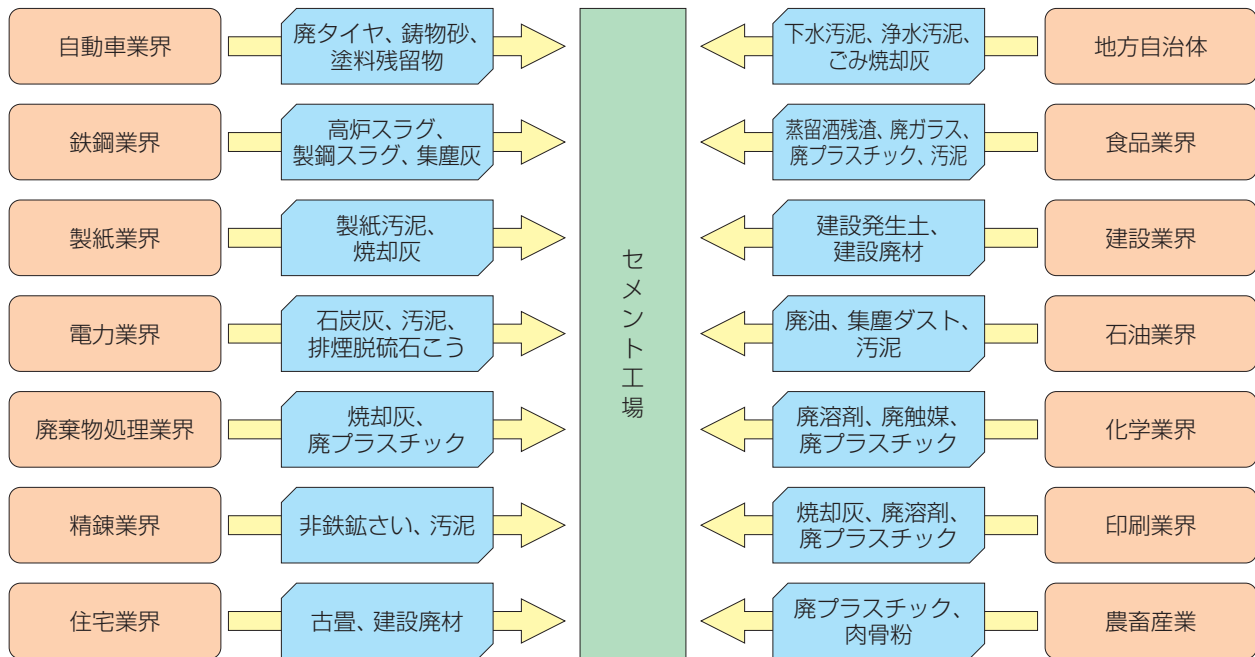 自動車業界
廃タイヤ、鋳物砂、
塗料残留物
下水汚泥、浄水汚泥、
ごみ焼却灰
地方自治体
鉄鋼業界
高炉スラグ、
製鋼スラグ、集塵灰
蒸留酒残渣、廃ガラス、
廃プラスチック、汚泥
食品業界
製紙業界
製紙汚泥、
焼却灰
建設発生土、
建設廃材
建設業界
セメント工場
電力業界
石炭灰、汚泥、
排煙脱硫石こう
廃油、集塵ダスト、
汚泥
石油業界
廃棄物処理業界
焼却灰、
廃プラスチック
廃溶剤、廃触媒、
廃プラスチック
化学業界
精錬業界
非鉄鉱さい、汚泥
焼却灰、廃溶剤、
廃プラスチック
印刷業界
住宅業界
古畳、建設廃材
廃プラスチック、
肉骨粉
農畜産業